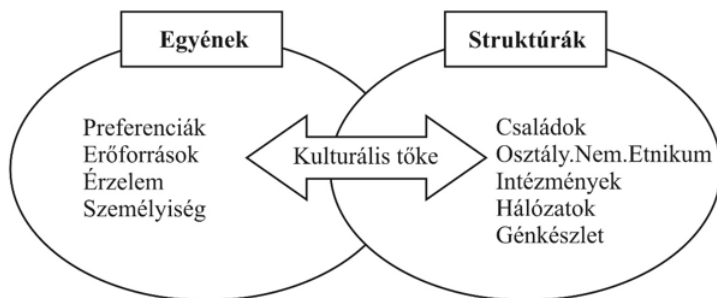 Egyének
Struktúrák
Preferenciák
Erőforrások
Érzelem
Személyiség
Kulturális tőke
Családok
Osztály.Nem.Etnikum
Intézmények
Hálózatok
Génkészlet